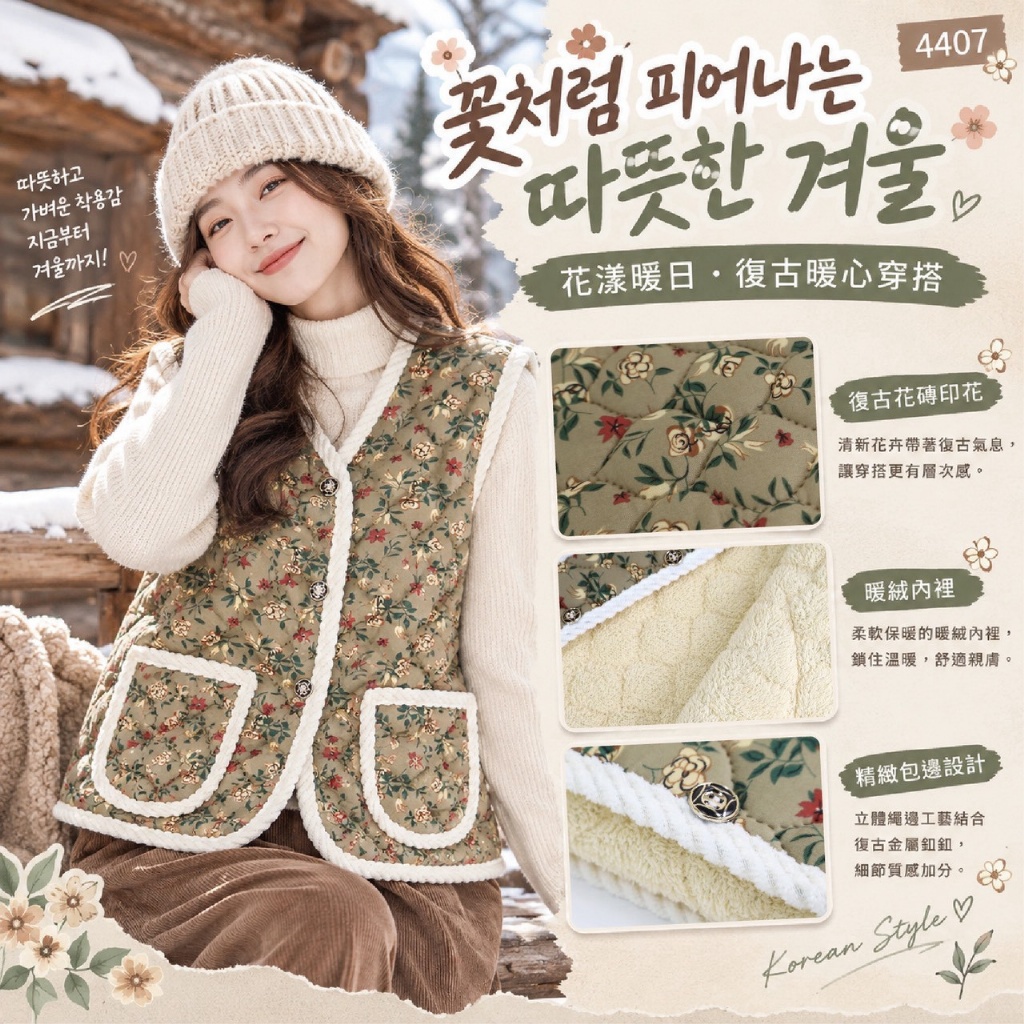 4407
꽃처럼 피어나는
따뜻한 겨울
花漾暖日・復古暖心穿搭
따뜻하고
가벼운 착용감
지금부터
겨울까지!
復古花磚印花
清新花卉帶著復古氣息，
讓穿搭更有層次感。
暖絨內裡
柔軟保暖的暖絨內裡，
鎖住溫暖，舒適親膚。
精緻包邊設計
立體繩邊工藝結合
復古金屬釦釦，
細節質感加分。
Korean Style